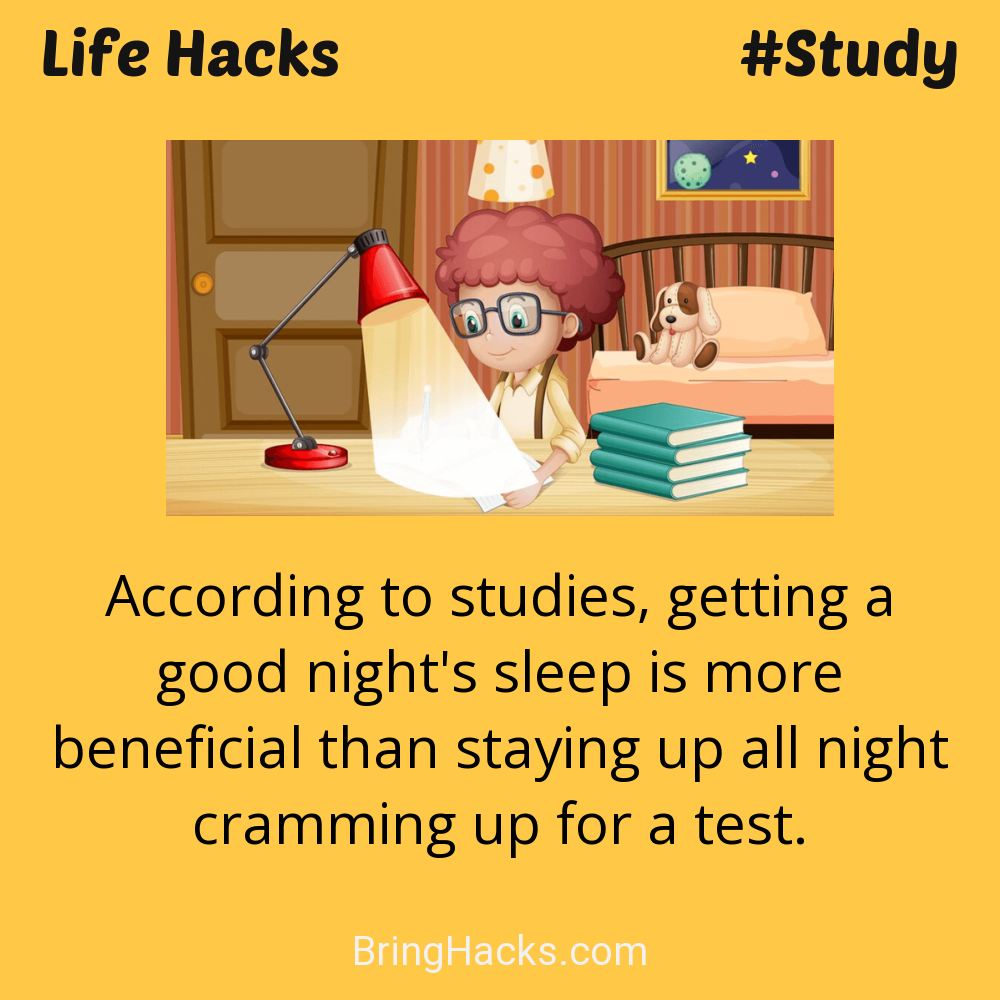 Life Hacks
#Study
According to studies, getting a
good night's sleep is more
beneficial than staying up all night
cramming up for a test.
BringHacks.com